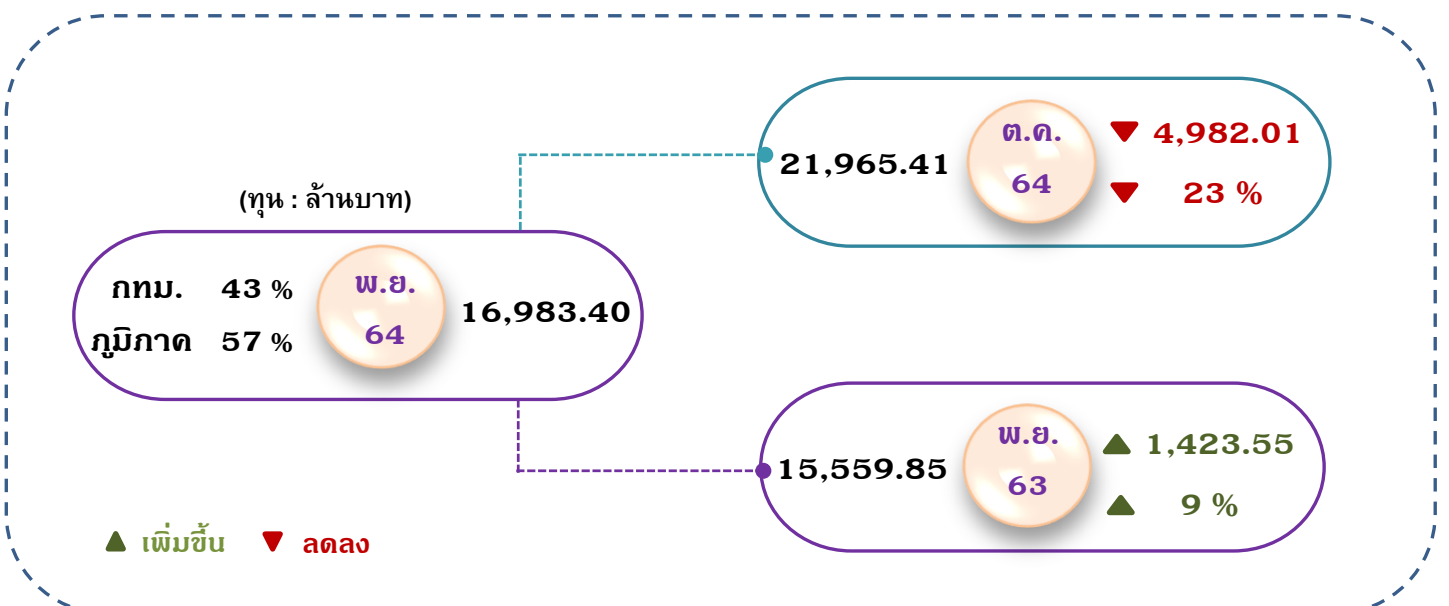 (ทุน : ล้านบาท)
กทม. 43 %
ภูมิภาค 57 %
พ.ย.
64
16,983.40
21,965.41
ต.ค.
64
▼ 4,982.01
▼ 23 %
15,559.85
พ.ย.
63
▲ 1,423.55
▲ 9 %
▲ เพิ่มขึ้น ▼ ลดลง